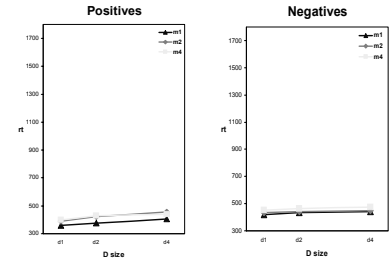 Positives
1700
1500
1300
1100
rt
900
700
500
300
d1 d2 d4
D size
m1
m2
m4
Negatives
1700
1500
1300
1100
rt
900
700
500
300
d1 d2 d4
D size
m1
m2
m4